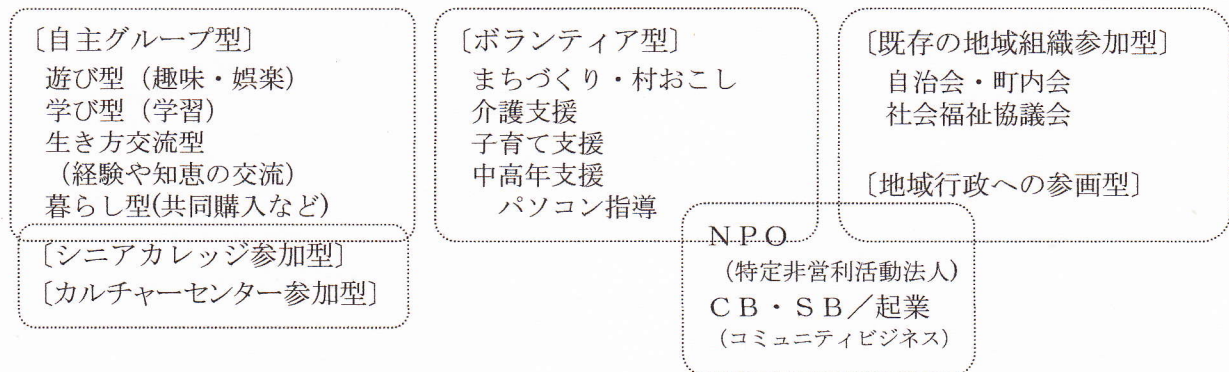 〔自主グループ型〕
遊び型（趣味・娯楽）
学び型（学習）
生き方交流型
（経験や知恵の交流）
暮らし型(共同購入など)
〔シニアカレッジ参加型〕
〔カルチャーセンター参加型〕
〔ボランティア型〕
まちづくり・村おこし
介護支援
子育て支援
中高年支援
パソコン指導
〔既存の地域組織参加型〕
自治会・町内会
社会福祉協議会
〔地域行政への参画型〕
ＮＰＯ
（特定非営利活動法人)
ＣＢ・ＳＢ／起業
（コミュニティビジネス）